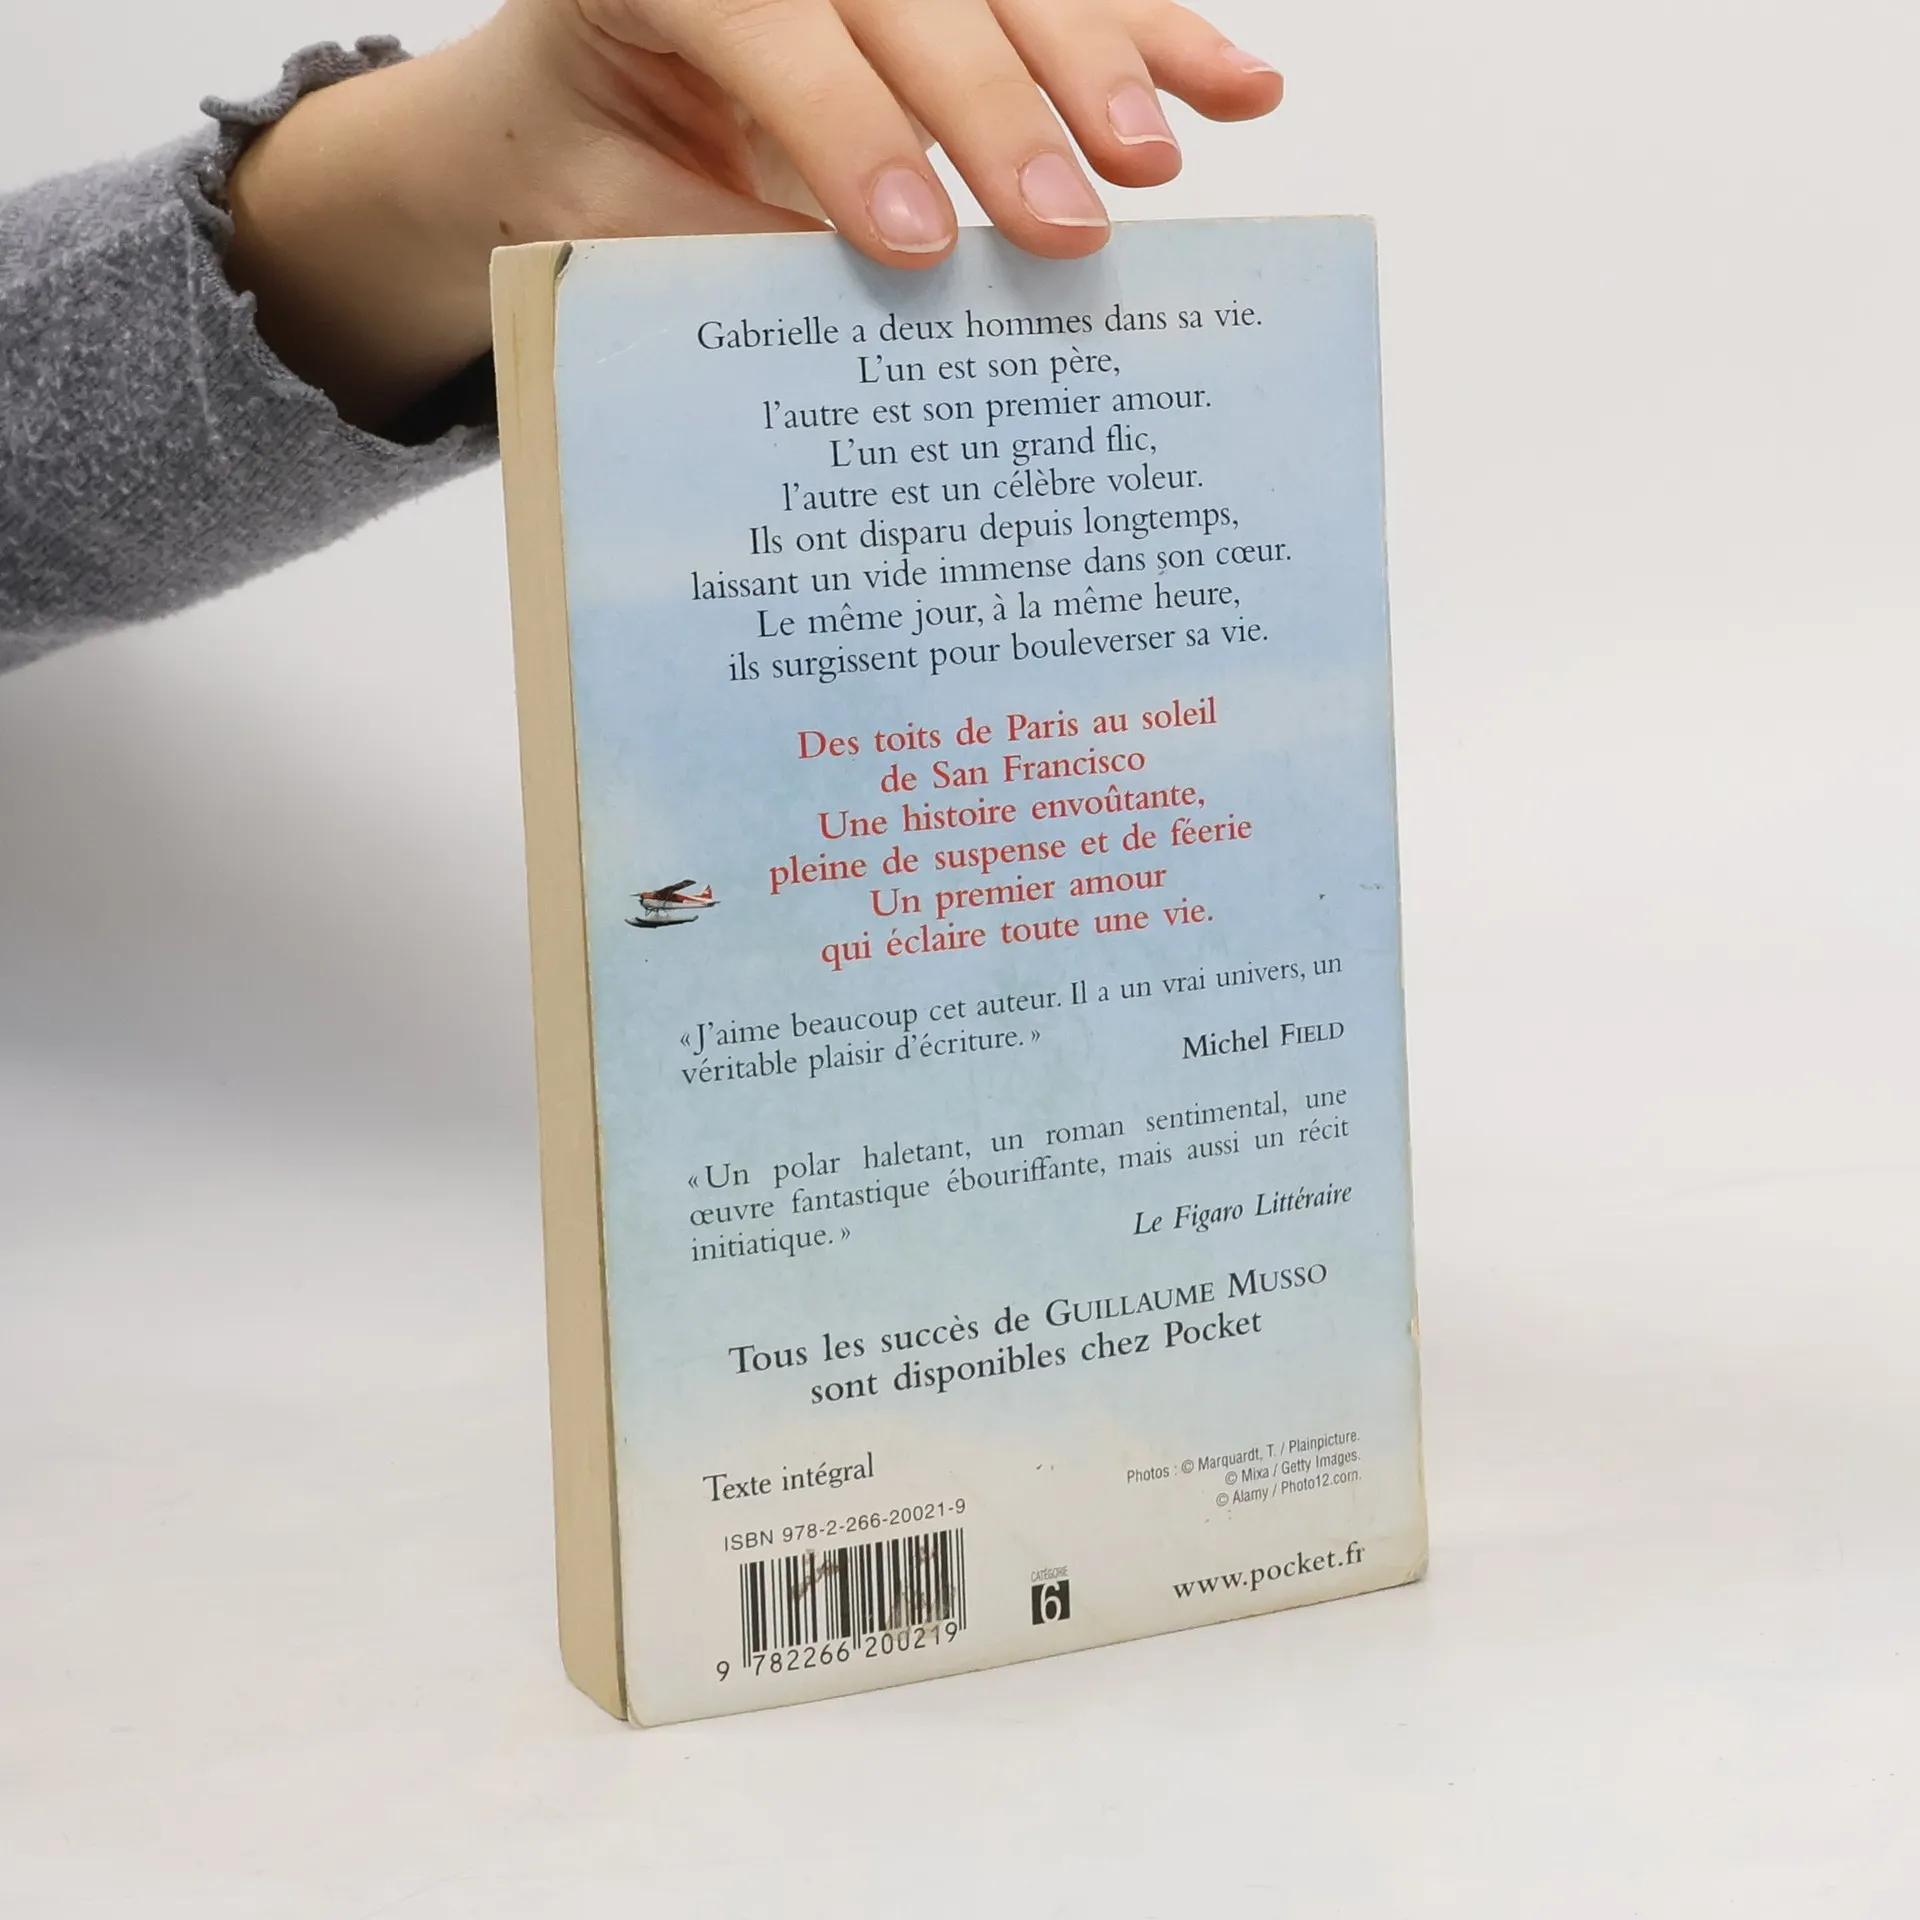 Gabrielle a deux hommes dans sa vie.
L'un est son père,
l'autre est son premier amour.
L'un est un grand flic,
l'autre est un célèbre voleur.
Ils ont disparu depuis longtemps,
laissant un vide immense dans son cœur.
Le même jour, à la même heure,
ils surgissent pour bouleverser sa vie.
Des toits de Paris au soleil
de San Francisco
Une histoire envoûtante,
pleine de suspense et de féerie
Un premier amour
qui éclaire toute une vie.
«J'aime beaucoup cet auteur. Il a un vrai univers, un
véritable plaisir d'écriture.»
Michel FIELD
«Un polar haletant, un roman sentimental, une
œuvre fantastique ébouriffante, mais aussi un récit
initiatique.»
Le Figaro Littéraire
Tous les succès de GUILLAUME MUSSO
sont disponibles chez Pocket
Texte intégral
Photos : © Marquardt, T. / Plainpicture.
© Mixa / Getty Images.
© Alamy / Photo12.com.
ISBN 978-2-266-20021-9
9 782266 200219
CATÉGORIE
6
www.pocket.fr